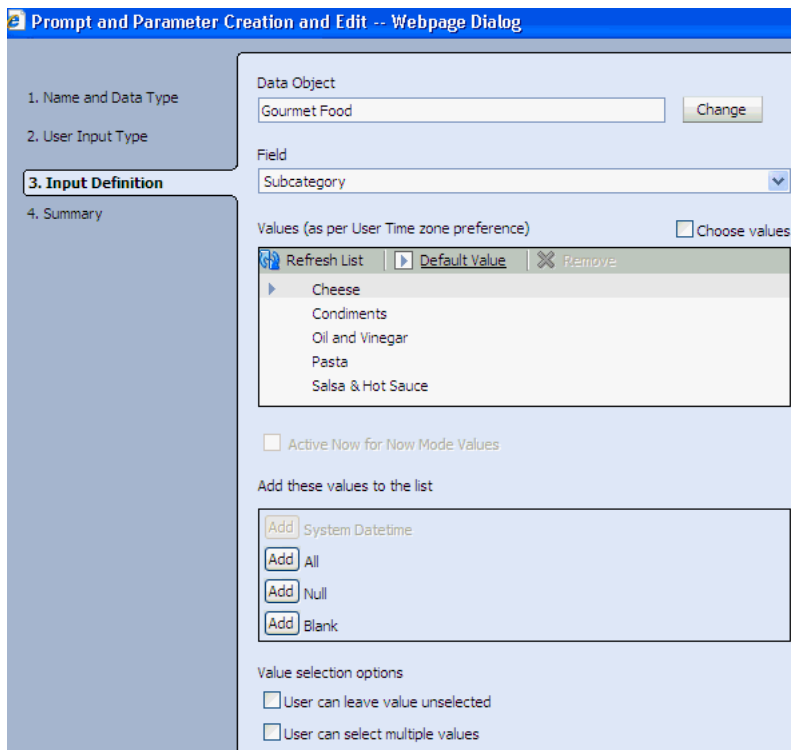 Prompt and Parameter Creation and Edit -- Webpage Dialog
1. Name and Data Type
2. User Input Type
3. Input Definition
4. Summary
Data Object
Gourmet Food
Change
Field
Subcategory
Values (as per User Time zone preference)
Choose values
Refresh List
Default Value
Remove
Cheese
Condiments
Oil and Vinegar
Pasta
Salsa & Hot Sauce
Active Now for Now Mode Values
Add these values to the list
Add System Datetime
Add All
Add Null
Add Blank
Value selection options
User can leave value unselected
User can select multiple values